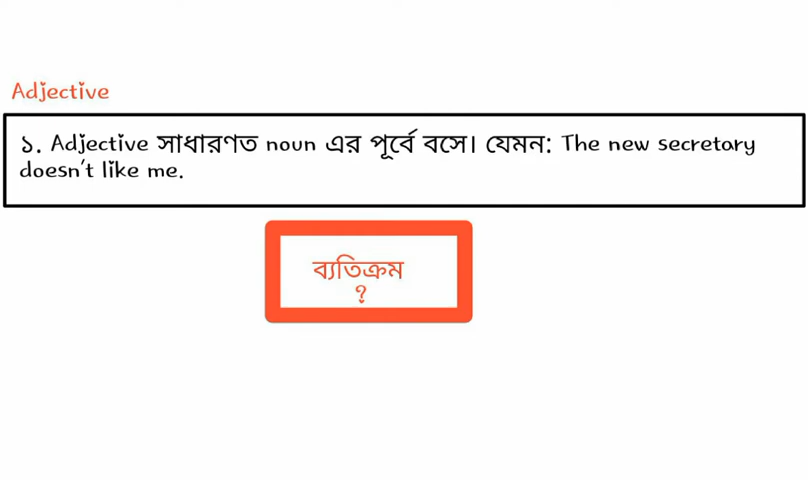 Adjective
১. Adjective সাধারণত noun এর পূর্বে বসে। যেমন: The new secretary
doesn't like me.
ব্যতিক্রম
?